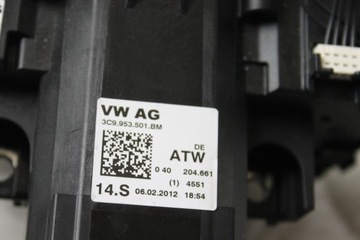 VW AG
3C9.953.501.BM
DE
ATW
0 40 204.661
(1) 4551
14.S 06.02.2012 18:54